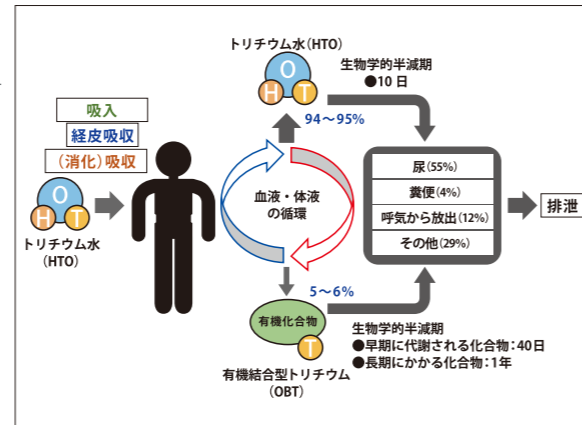 トリチウム水(HTO)
O
H T
生物学的半減期
●10日
吸入
経皮吸収
(消化)吸収
O
H T
トリチウム水
(HTO)
94〜95%
血液・体液
の循環
尿(55%)
糞便(4%)
呼気から放出(12%)
その他(29%)
排泄
5〜6%
有機化合物
T
有機結合型トリチウム
(OBT)
生物学的半減期
●早期に代謝される化合物:40日
●長期にかかる化合物:1年